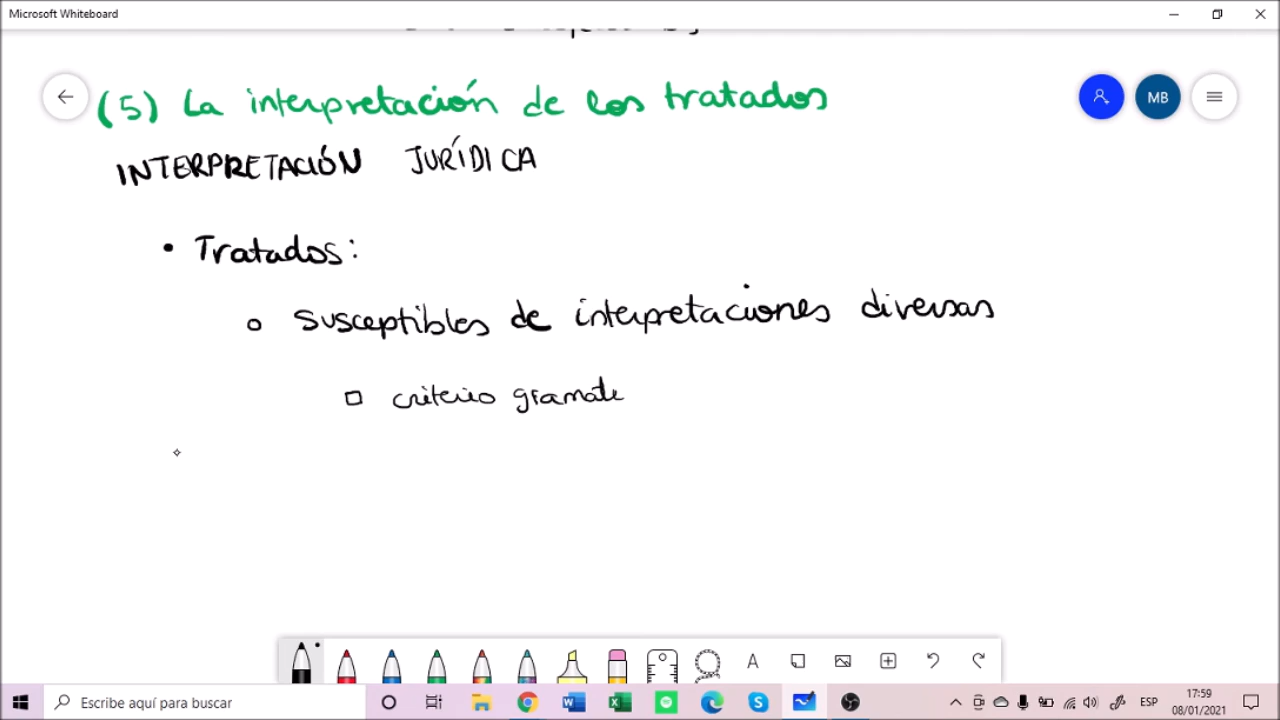 Microsoft Whiteboard
(5) La interpretación de los tratados
MB
INTERPRETACIÓN JURÍDICA
• Tratados:
o susceptibles de interpretaciones diversas
□ criterio gramate
A
Escribe aquí para buscar
ESP
17:59
08/01/2021